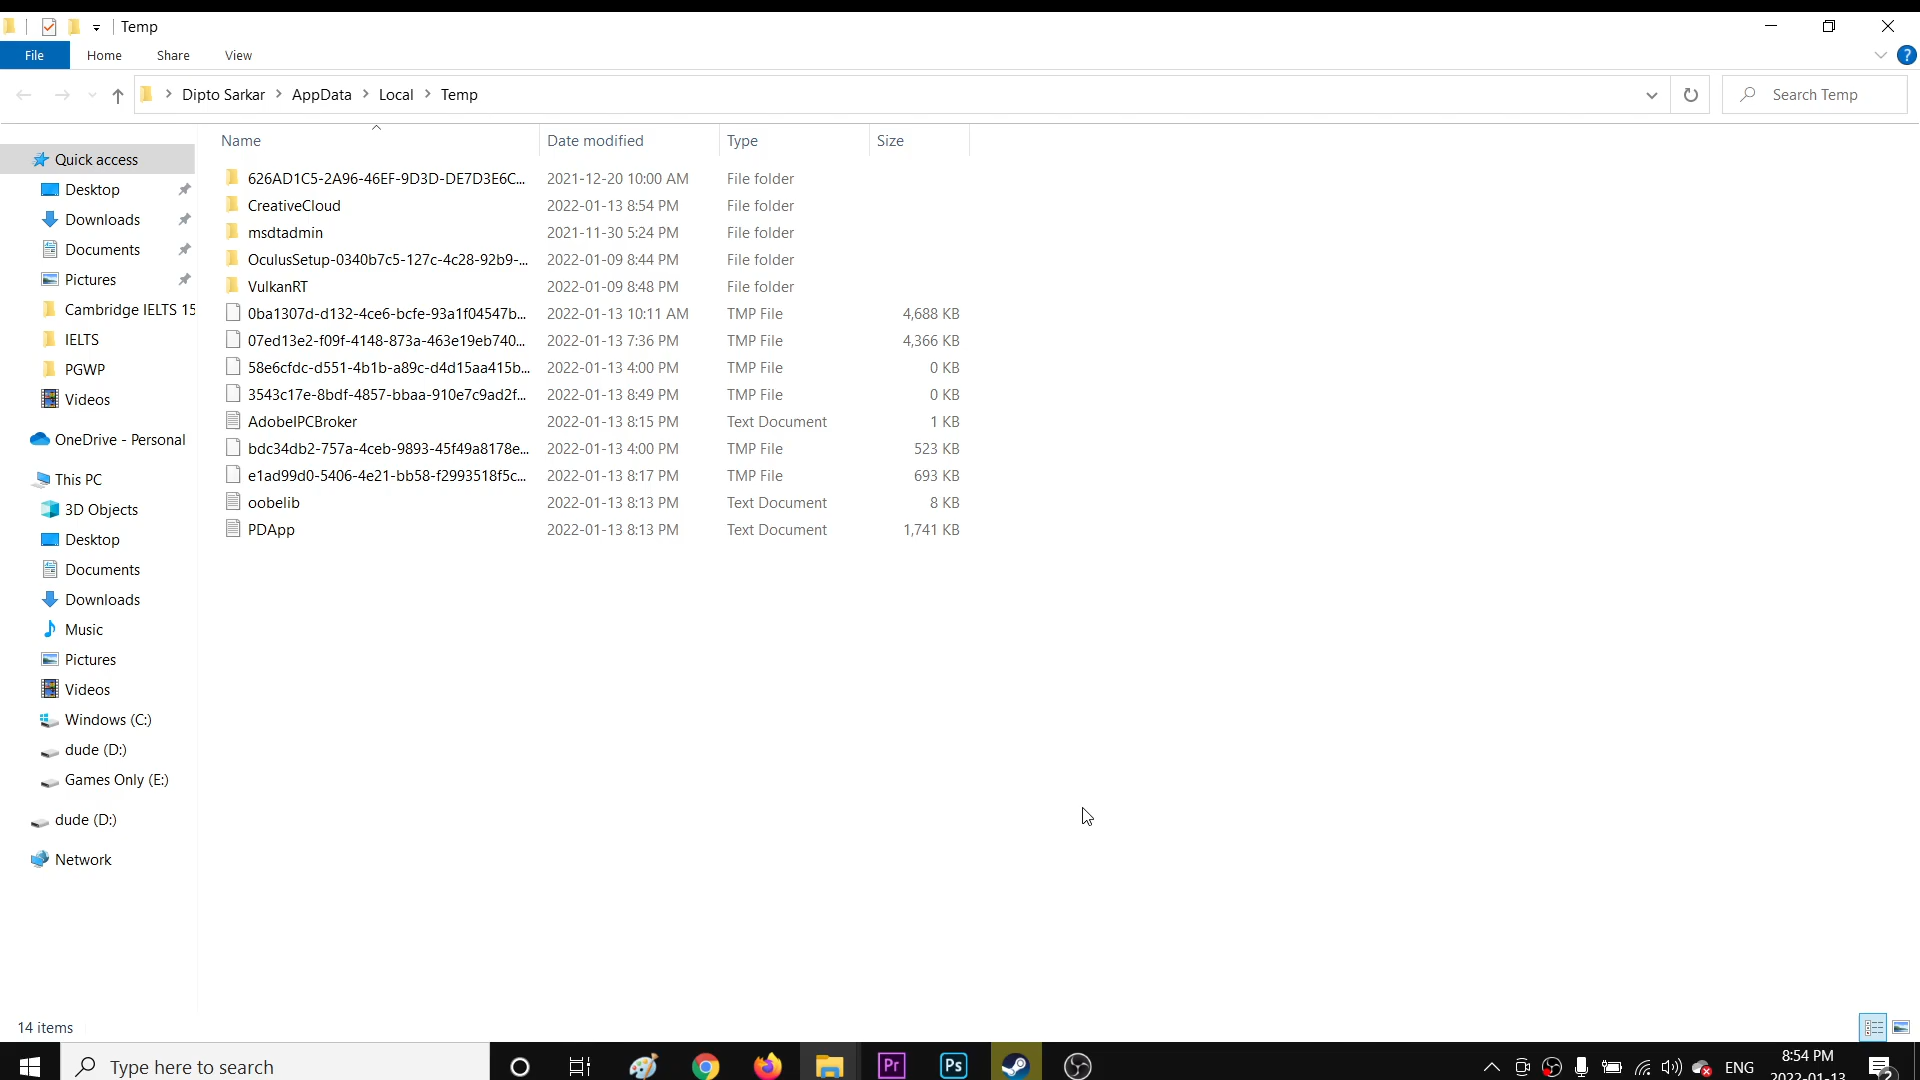 Temp
File Home Share View
Dipto Sarkar AppData Local Temp
Search Temp
Name Date modified Type Size
Quick access
Desktop
Downloads
Documents
Pictures
Cambridge IELTS 15
IELTS
PGWP
Videos
OneDrive - Personal
This PC
3D Objects
Desktop
Documents
Downloads
Music
Pictures
Videos
Windows (C:)
dude (D:)
Games Only (E:)
dude (D:)
Network
626AD1C5-2A96-46EF-9D3D-DE7D3E6C... 2021-12-20 10:00 AM File folder
CreativeCloud 2022-01-13 8:54 PM File folder
msdtadmin 2021-11-30 5:24 PM File folder
OculusSetup-0340b7c5-127c-4c28-92b9-... 2022-01-09 8:44 PM File folder
VulkanRT 2022-01-09 8:48 PM File folder
0ba1307d-d132-4ce6-bcfe-93a1f04547b... 2022-01-13 10:11 AM TMP File 4,688 KB
07ed13e2-f09f-4148-873a-463e19eb740... 2022-01-13 7:36 PM TMP File 4,366 KB
58e6cfdc-d551-4b1b-a89c-d4d15aa415b... 2022-01-13 4:00 PM TMP File 0 KB
3543c17e-8bdf-4857-bbaa-910e7c9ad2f... 2022-01-13 8:49 PM TMP File 0 KB
AdobeIPCBroker 2022-01-13 8:15 PM Text Document 1 KB
bdc34db2-757a-4ceb-9893-45f49a8178e... 2022-01-13 4:00 PM TMP File 523 KB
e1ad99d0-5406-4e21-bb58-f2993518f5c... 2022-01-13 8:17 PM TMP File 693 KB
oobelib 2022-01-13 8:13 PM Text Document 8 KB
PDApp 2022-01-13 8:13 PM Text Document 1,741 KB
14 items
Type here to search
Pr
Ps
ENG
8:54 PM
2022-01-13
2